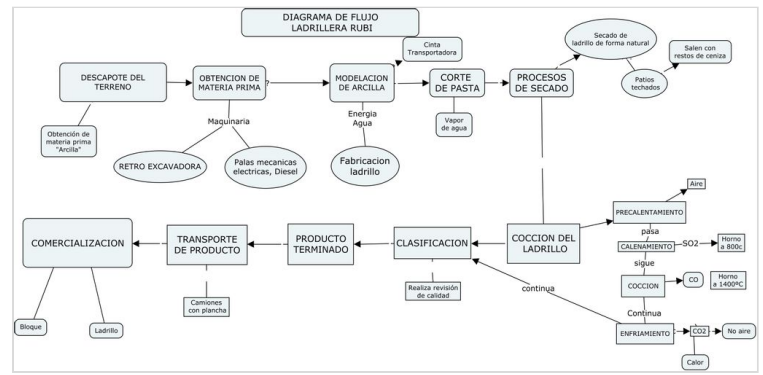 DIAGRAMA DE FLUJO
LADRILLERA RUBI
Cinta
Transportadora
Secado de
ladrillo de forma natural
Salen con
restos de ceniza
Patios
techados
DESCAPOTE DEL
TERRENO
OBTENCION DE
MATERIA PRIMA
?
MODELACION
DE ARCILLA
CORTE
DE PASTA
PROCESOS
DE SECADO
Obtención de
materia prima
"Arcilla"
Maquinaria
RETRO EXCAVADORA
Palas mecanicas
electricas, Diesel
Energia
Agua
Fabricacion
ladrillo
Vapor
de agua
Aire
PRECALENTAMIENTO
pasa
CALENAMIENTO
SO2
Horno
a 800c
sigue
COCCION
CO
Horno
a 1400ºC
Continua
ENFRIAMIENTO
CO2
No aire
Calor
COMERCIALIZACION
TRANSPORTE
DE PRODUCTO
PRODUCTO
TERMINADO
CLASIFICACION
COCCION DEL
LADRILLO
continua
Realiza revisión
de calidad
Camiones
con plancha
Bloque
Ladrillo